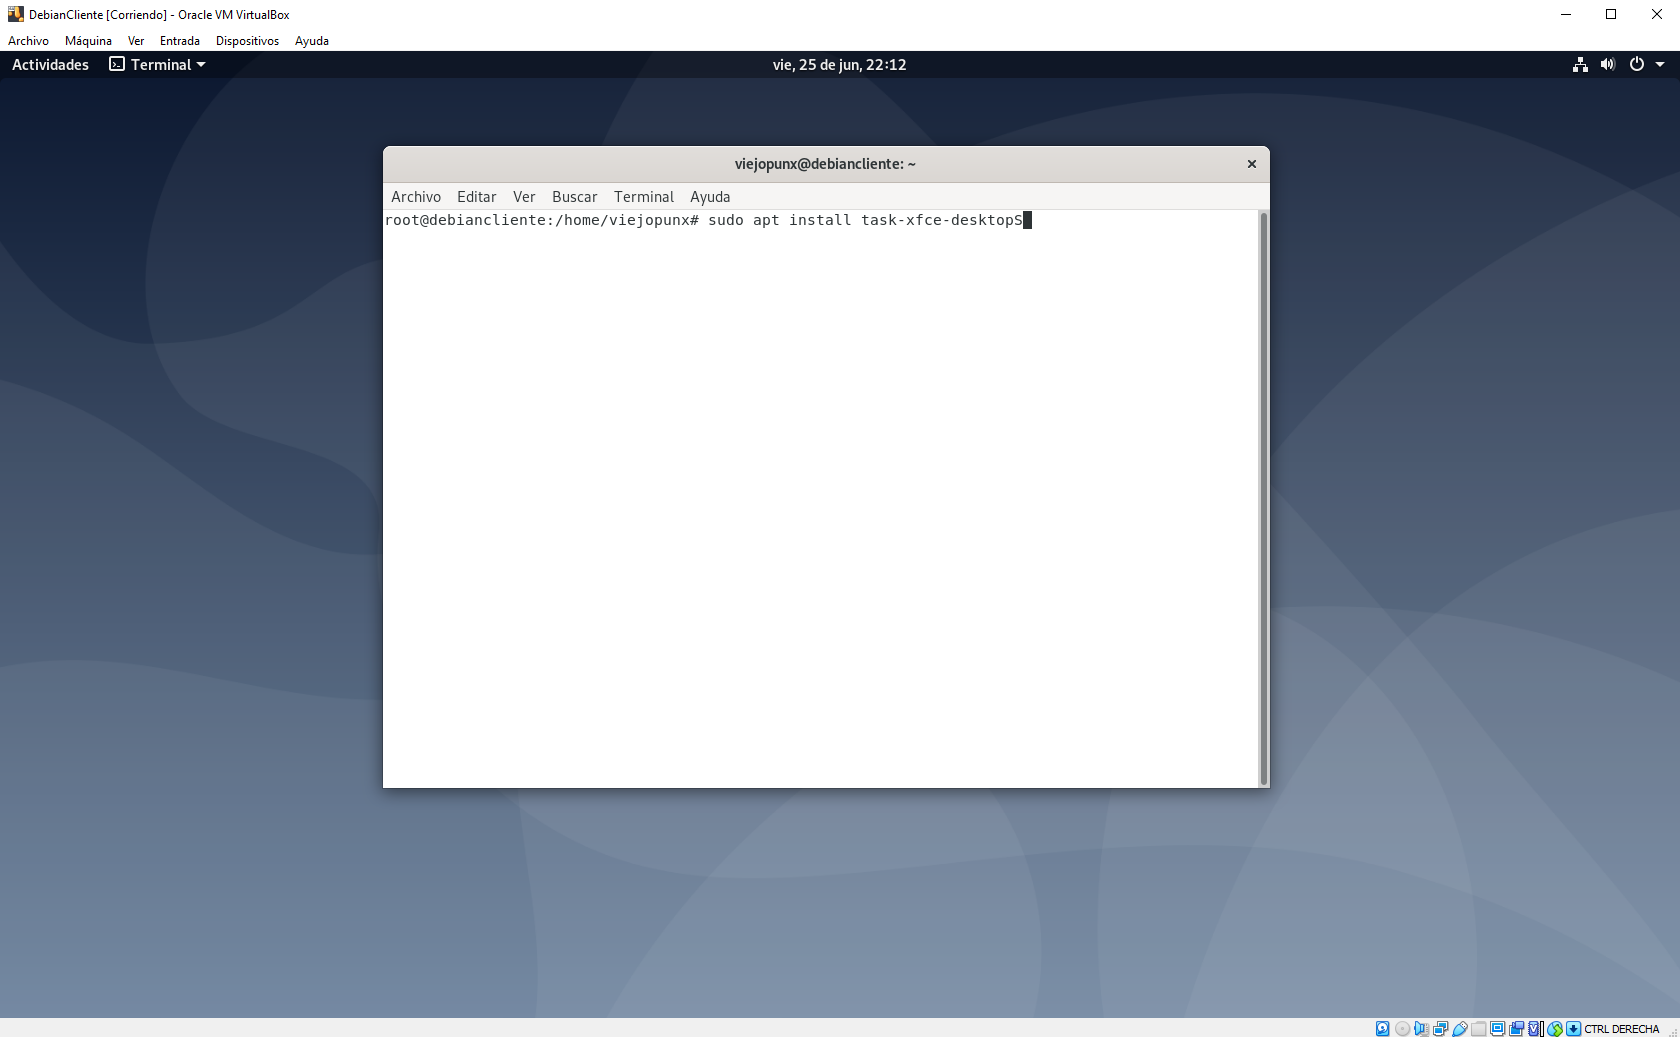 DebianCliente [Corriendo] - Oracle VM VirtualBox
Archivo Máquina Ver Entrada Dispositivos Ayuda
Actividades Terminal vie, 25 de jun, 22:12
viejopunx@debiancliente: ~
Archivo Editar Ver Buscar Terminal Ayuda
root@debiancliente:/home/viejopunx# sudo apt install task-xfce-desktopS
CTRL DERECHA